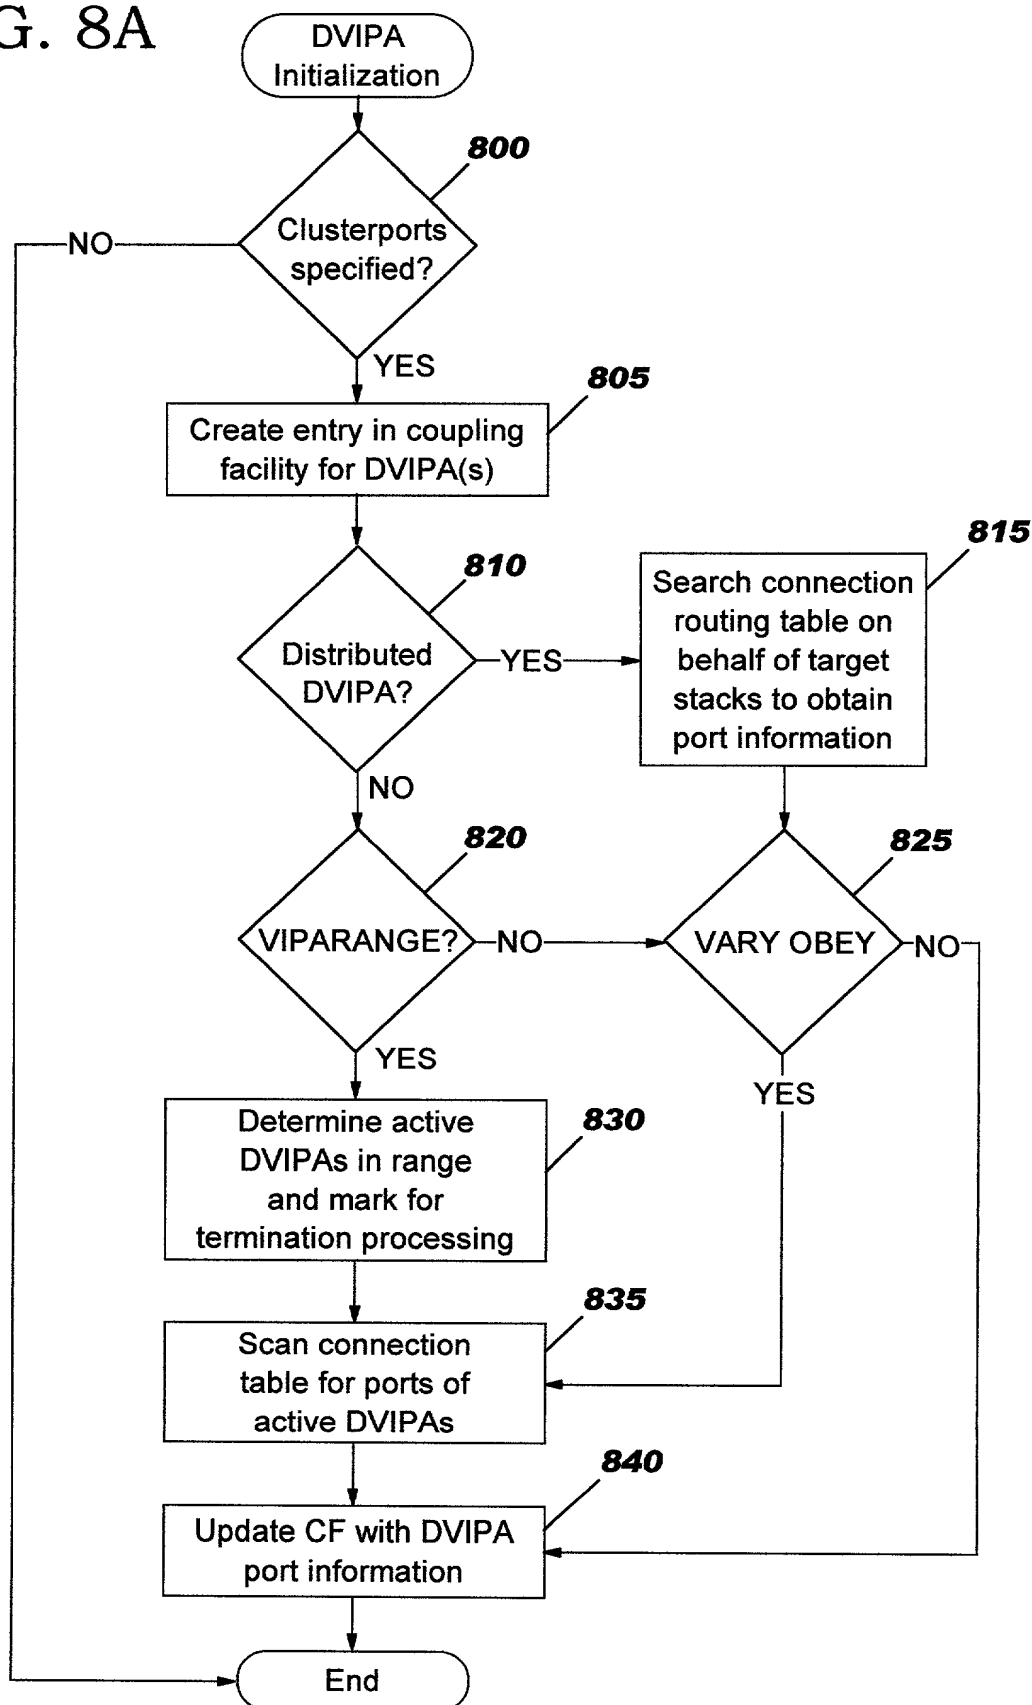 G. 8A
DVIPA
Initialization
800
Clusterports
specified?
NO
YES
805
Create entry in coupling
facility for DVIPA(s)
810
Distributed
DVIPA?
YES
815
Search connection
routing table on
behalf of target
stacks to obtain
port information
NO
820
VIPARANGE?
NO
825
VARY OBEY
NO
YES
YES
830
Determine active
DVIPAs in range
and mark for
termination processing
835
Scan connection
table for ports of
active DVIPAs
840
Update CF with DVIPA
port information
End